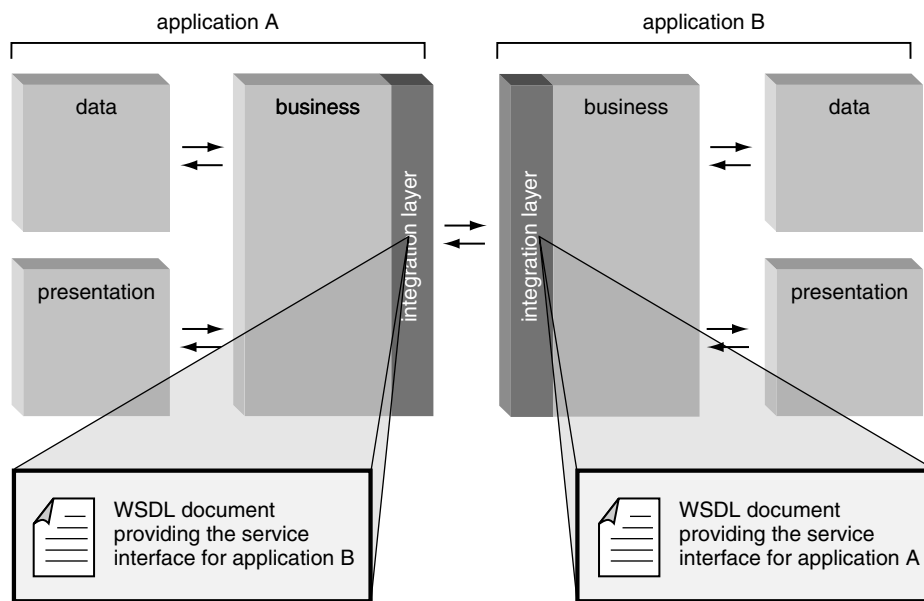 application A
application B
data
business
integration layer
integration layer
business
data
presentation
presentation
WSDL document
providing the service
interface for application B
WSDL document
providing the service
interface for application A